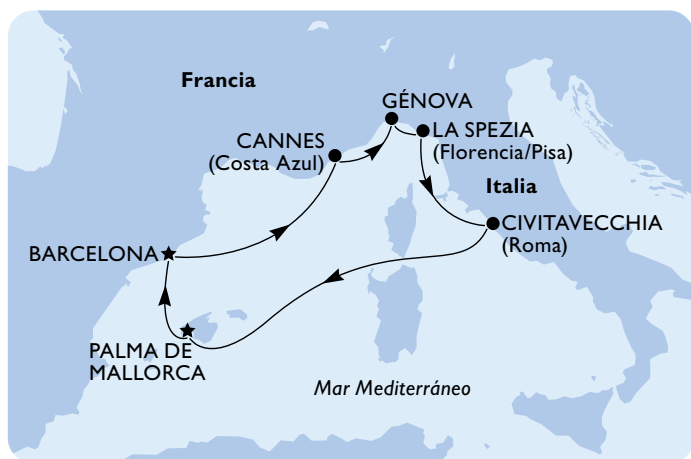 Francia
GÉNOVA
LA SPEZIA
(Florencia/Pisa)
CANNES
(Costa Azul)
Italia
CIVITAVECCHIA
(Roma)
BARCELONA
PALMA DE
MALLORCA
Mar Mediterráneo